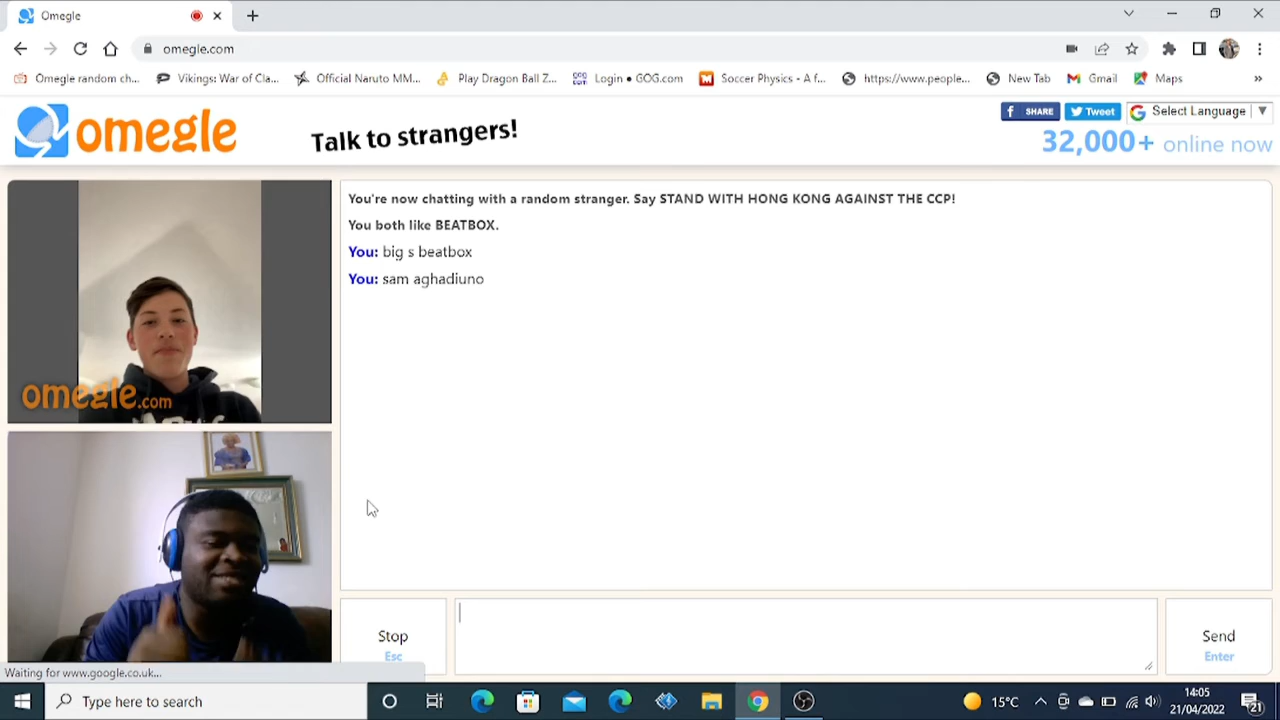 Omegle
omegle.com
Omegle random ch...
Vikings: War of Cla...
Official Naruto MM...
Play Dragon Ball Z...
Login • GOG.com
Soccer Physics - A f...
https://www.people...
New Tab
Gmail
Maps
»
omegle
Talk to strangers!
f SHARE
Tweet
G Select Language ▼
32,000+ online now
You're now chatting with a random stranger. Say STAND WITH HONG KONG AGAINST THE CCP!
You both like BEATBOX.
You: big s beatbox
You: sam aghadiuno
omegle.com
Stop
Esc
Send
Enter
Waiting for www.google.co.uk...
Type here to search
15°C
14:05
21/04/2022
21